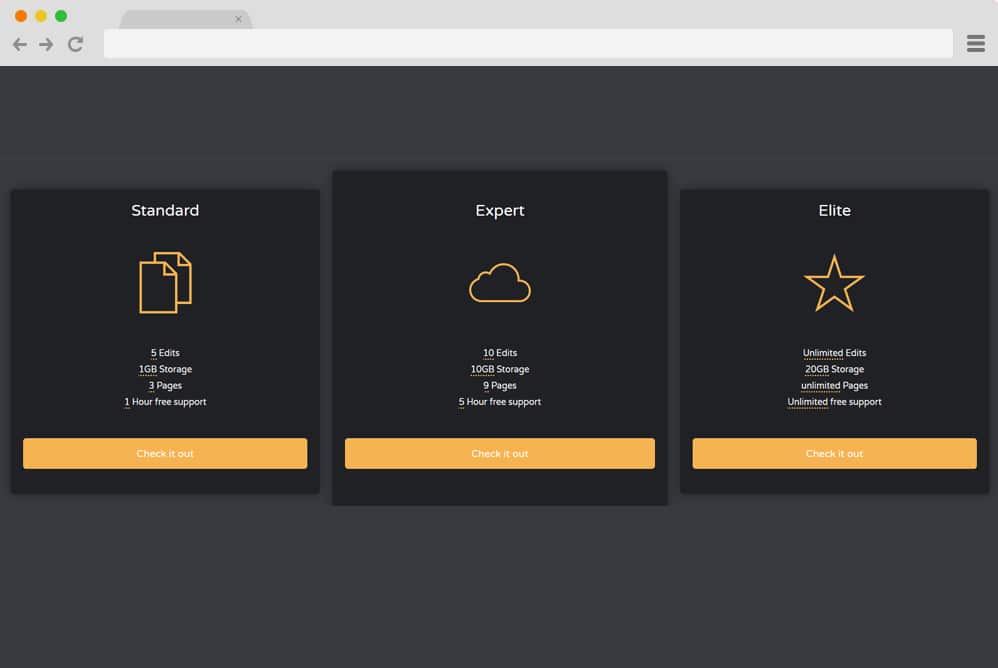 Standard
5 Edits
1GB Storage
3 Pages
1 Hour free support
Check it out
Expert
10 Edits
10GB Storage
9 Pages
5 Hour free support
Check it out
Elite
Unlimited Edits
20GB Storage
unlimited Pages
Unlimited free support
Check it out